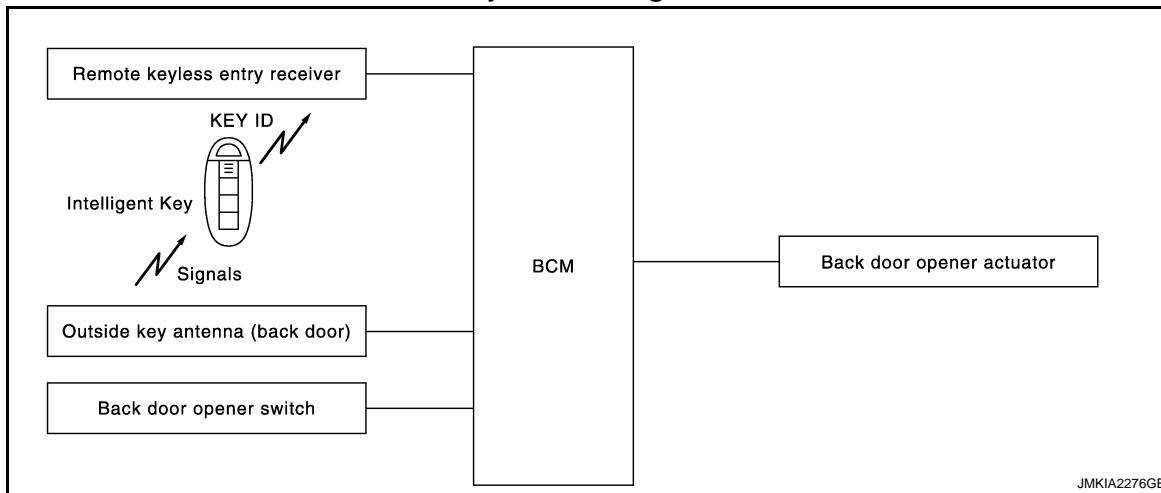 Remote keyless entry receiver
KEY ID
Intelligent Key
Signals
Outside key antenna (back door)
Back door opener switch
BCM
Back door opener actuator